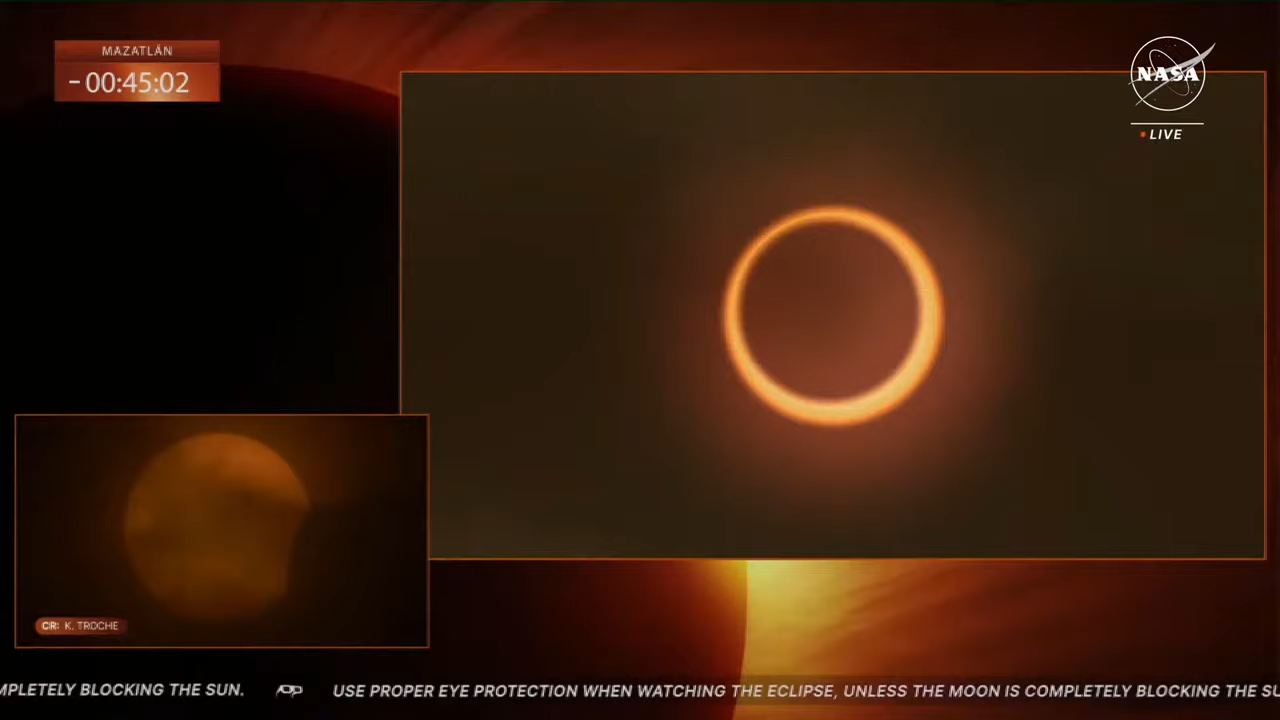 MAZATLÁN
-00:45:02
NASA
LIVE
CR: K. TROCHE
MPLETELY BLOCKING THE SUN.
USE PROPER EYE PROTECTION WHEN WATCHING THE ECLIPSE, UNLESS THE MOON IS COMPLETELY BLOCKING THE SU